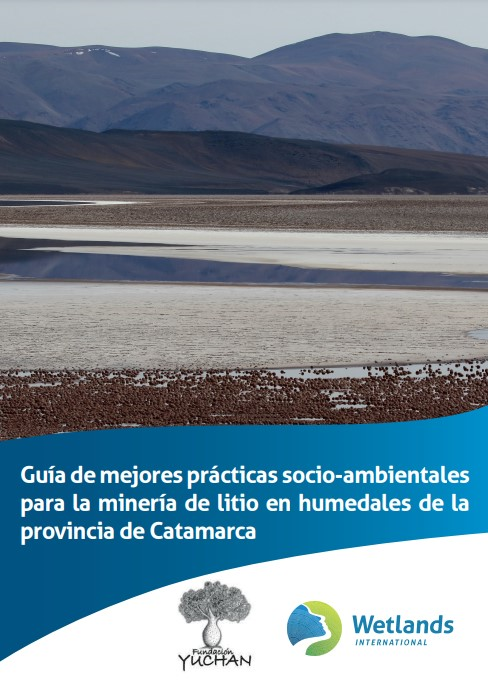 Guía de mejores prácticas socio-ambientales
para la minería de litio en humedales de la
provincia de Catamarca
Fundación
YUCHAN
Wetlands
INTERNATIONAL